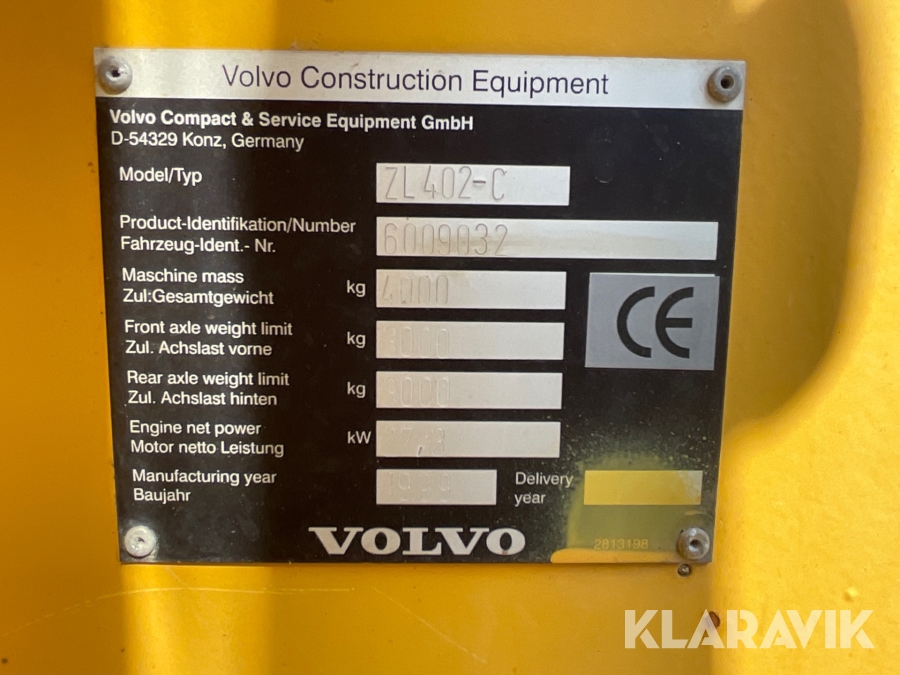 Volvo Construction Equipment
Volvo Compact & Service Equipment GmbH
D-54329 Konz, Germany
Model/Typ ZL402-C
Product-Identifikation/Number
Fahrzeug-Ident.- Nr. 6009032
Maschine mass
Zul:Gesamtgewicht kg 4000
Front axle weight limit
Zul. Achslast vorne kg
Rear axle weight limit
Zul. Achslast hinten kg
Engine net power
Motor netto Leistung kW
Manufacturing year
Baujahr
Delivery
year
CE
VOLVO
2813198
KLARAVIK